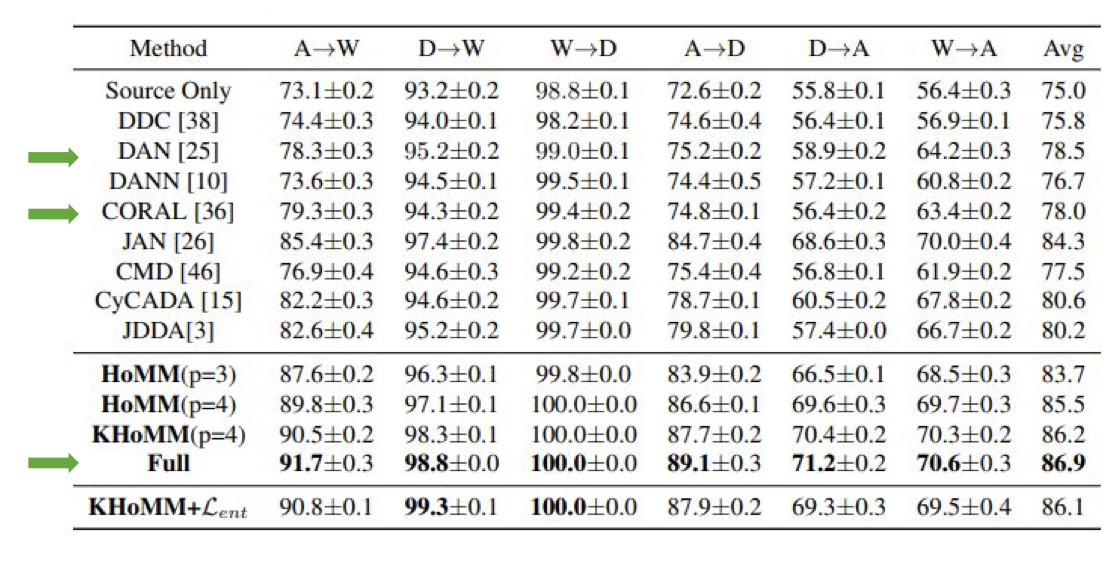 Method A→W D→W W→D A→D D→A W→A Avg
Source Only 73.1±0.2 93.2±0.2 98.8±0.1 72.6±0.2 55.8±0.1 56.4±0.3 75.0
DDC [38] 74.4±0.3 94.0±0.1 98.2±0.1 74.6±0.4 56.4±0.1 56.9±0.1 75.8
DAN [25] 78.3±0.3 95.2±0.2 99.0±0.1 75.2±0.2 58.9±0.2 64.2±0.3 78.5
DANN [10] 73.6±0.3 94.5±0.1 99.5±0.1 74.4±0.5 57.2±0.1 60.8±0.2 76.7
CORAL [36] 79.3±0.3 94.3±0.2 99.4±0.2 74.8±0.1 56.4±0.2 63.4±0.2 78.0
JAN [26] 85.4±0.3 97.4±0.2 99.8±0.2 84.7±0.4 68.6±0.3 70.0±0.4 84.3
CMD [46] 76.9±0.4 94.6±0.3 99.2±0.2 75.4±0.4 56.8±0.1 61.9±0.2 77.5
CyCADA [15] 82.2±0.3 94.6±0.2 99.7±0.1 78.7±0.1 60.5±0.2 67.8±0.2 80.6
JDDA[3] 82.6±0.4 95.2±0.2 99.7±0.0 79.8±0.1 57.4±0.0 66.7±0.2 80.2
HoMM(p=3) 87.6±0.2 96.3±0.1 99.8±0.0 83.9±0.2 66.5±0.1 68.5±0.3 83.7
HoMM(p=4) 89.8±0.3 97.1±0.1 100.0±0.0 86.6±0.1 69.6±0.3 69.7±0.3 85.5
KHoMM(p=4) 90.5±0.2 98.3±0.1 100.0±0.0 87.7±0.2 70.4±0.2 70.3±0.2 86.2
Full 91.7±0.3 98.8±0.0 100.0±0.0 89.1±0.3 71.2±0.2 70.6±0.3 86.9
KHoMM+ℒent 90.8±0.1 99.3±0.1 100.0±0.0 87.9±0.2 69.3±0.3 69.5±0.4 86.1